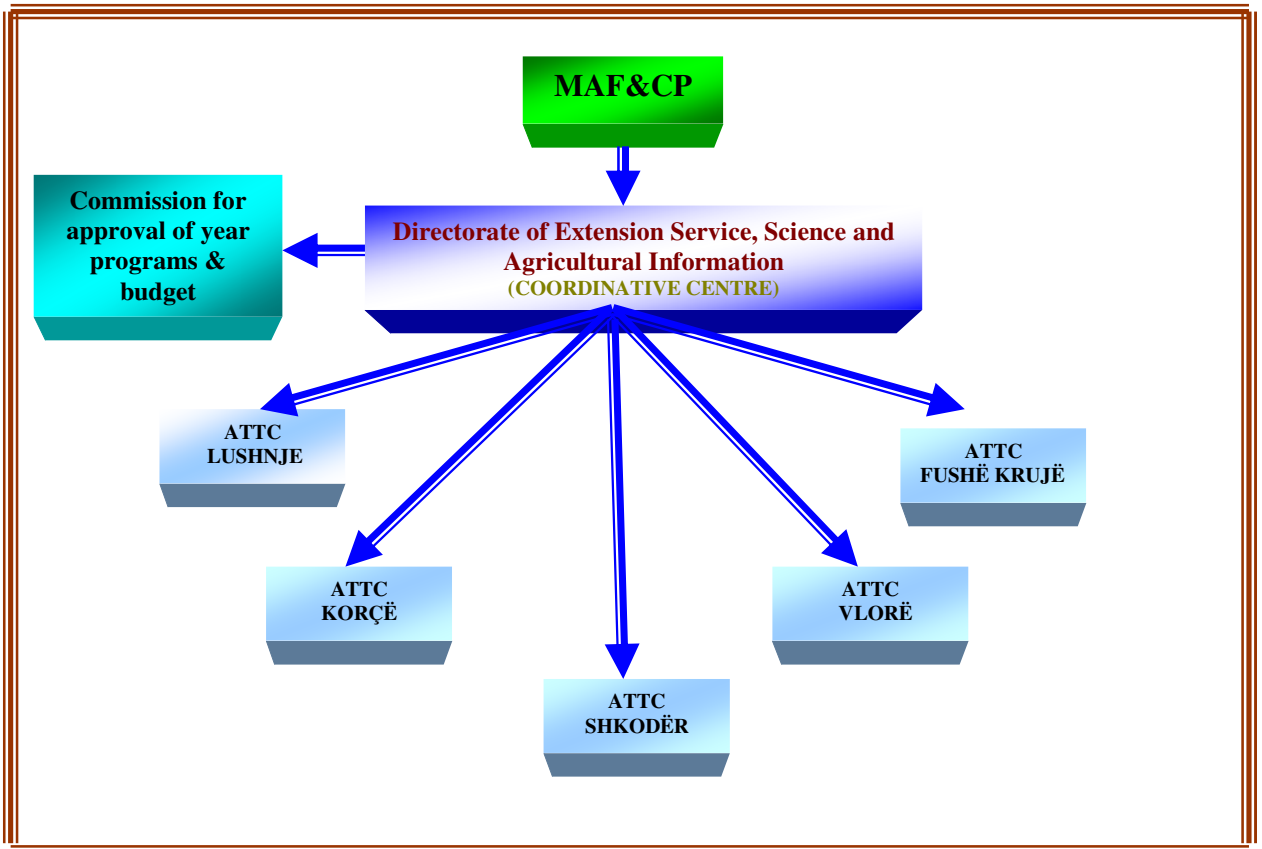 MAF&CP
Commission for
approval of year
programs &
budget
Directorate of Extension Service, Science and
Agricultural Information
(COORDINATIVE CENTRE)
ATTC
LUSHNJE
ATTC
FUSHË KRUJË
ATTC
KORÇË
ATTC
VLORË
ATTC
SHKODËR